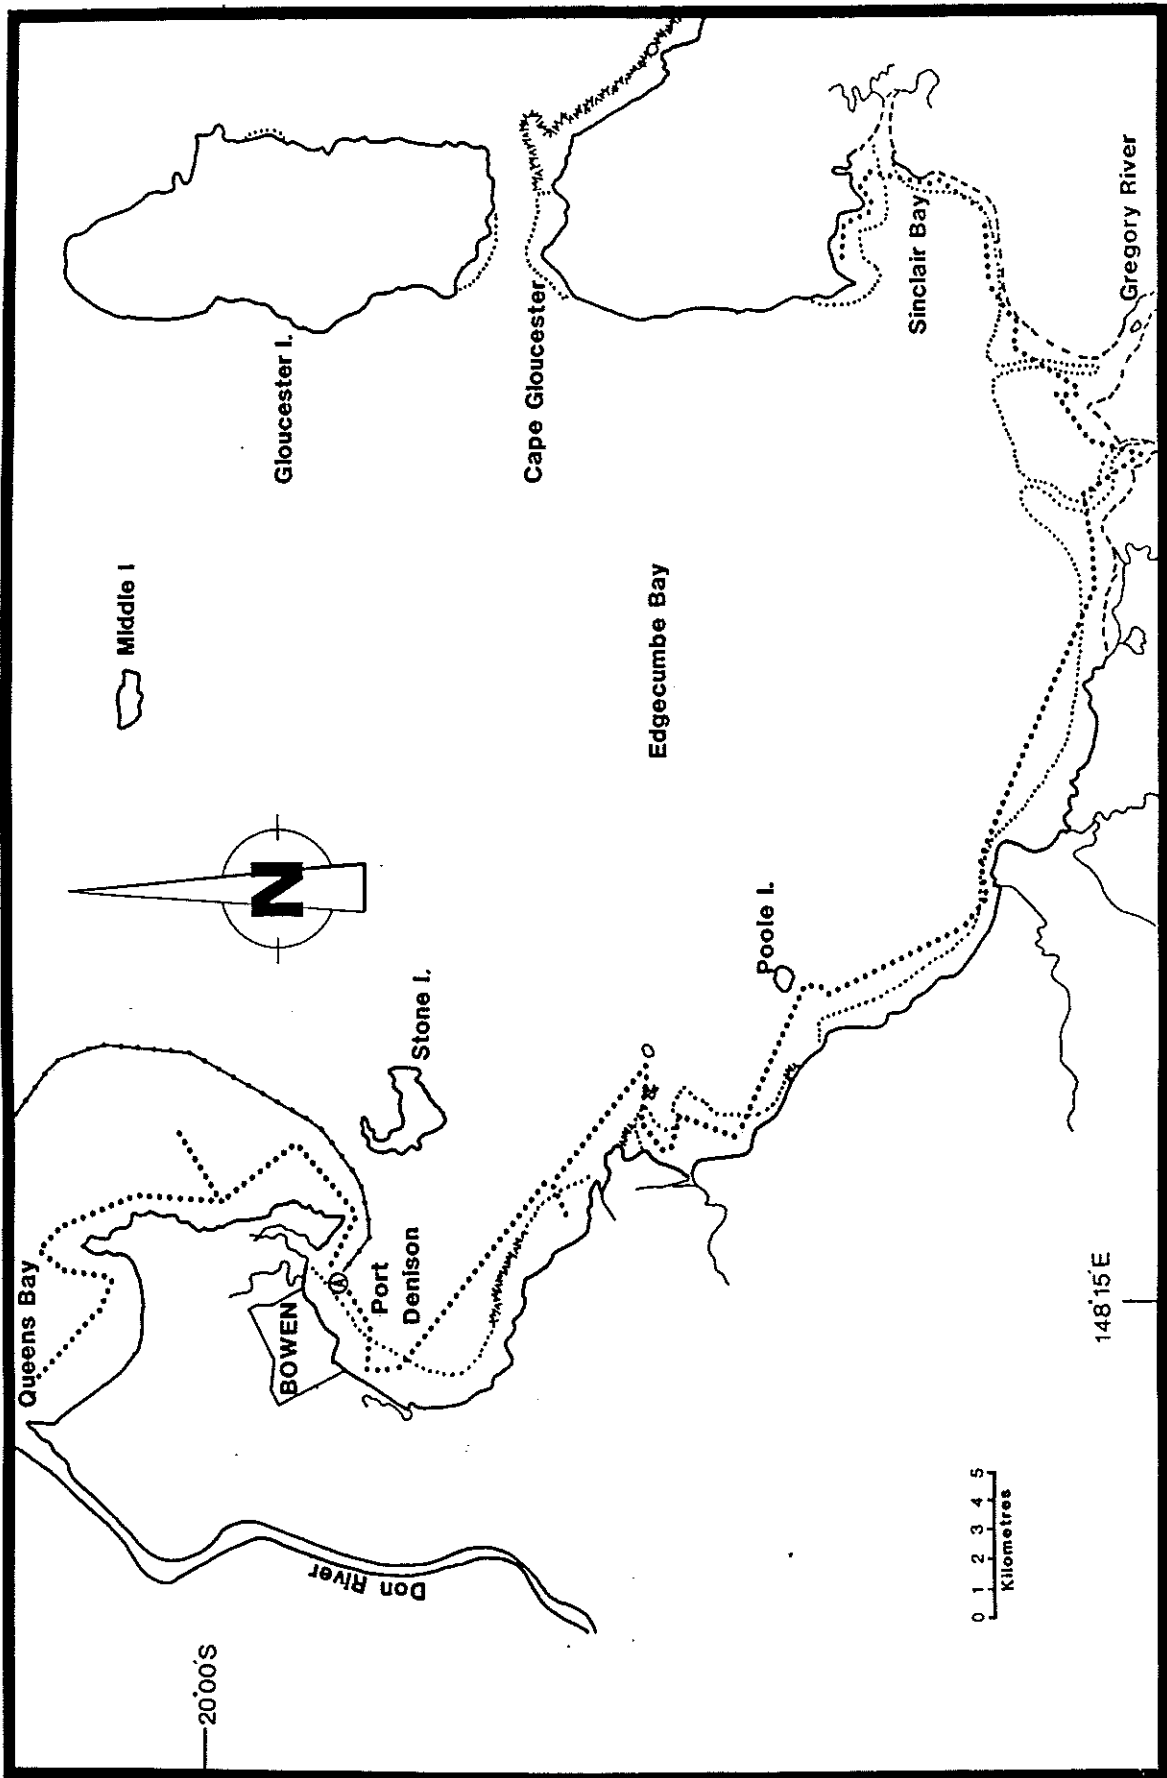 Queens Bay
Middle I
Gloucester I.
N
Stone I.
BOWEN
A
Port
Denison
Cape Gloucester
Edgecumbe Bay
Poole I.
Sinclair Bay
Gregory River
Don River
20°00'S
148°15'E
0 1 2 3 4 5
Kilometres